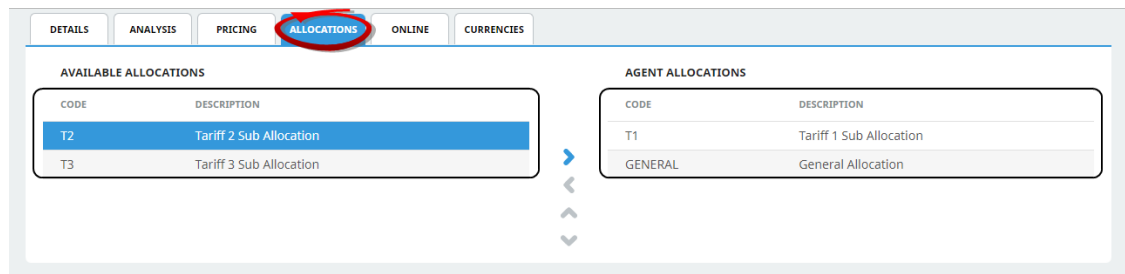 DETAILS ANALYSIS PRICING ALLOCATIONS ONLINE CURRENCIES
AVAILABLE ALLOCATIONS AGENT ALLOCATIONS
CODE DESCRIPTION CODE DESCRIPTION
T2 Tariff 2 Sub Allocation T1 Tariff 1 Sub Allocation
T3 Tariff 3 Sub Allocation GENERAL General Allocation